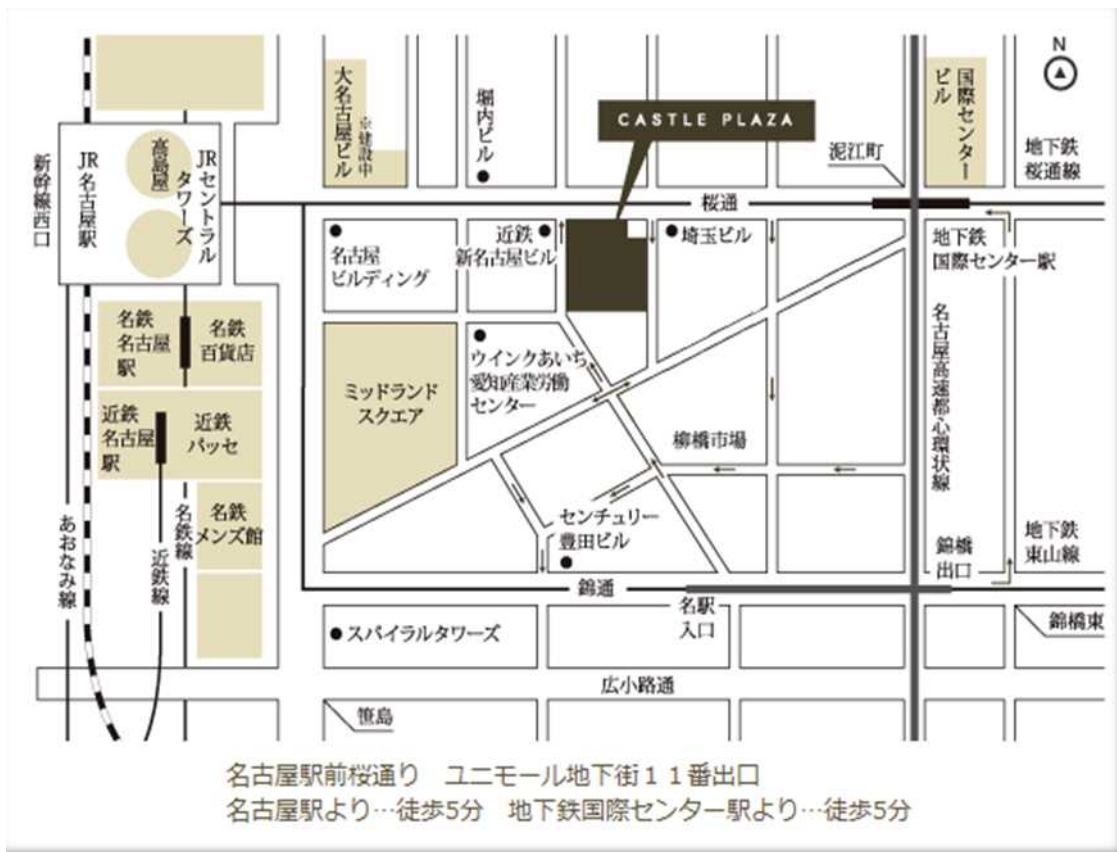 N
大名古屋ビル
※建設中
堀内ビル
CASTLE PLAZA
泥江町
国際センター
ビル
地下鉄
桜通線
新幹線西口
JR名古屋駅
高島屋
JRセントラル
タワーズ
桜通
名古屋
ビルディング
近鉄
新名古屋ビル
埼玉ビル
地下鉄
国際センター駅
名鉄
名古屋
駅
名鉄
百貨店
ミッドランド
スクエア
ウインクあいち
愛知産業労働
センター
名古屋高速都心環状線
近鉄
名古屋
駅
近鉄
パッセ
柳橋市場
名鉄
メンズ館
センチュリー
豊田ビル
あおなみ線
近鉄線
名鉄線
錦橋
出口
地下鉄
東山線
錦通
名駅
入口
錦橋東
スパイラルタワーズ
広小路通
笹島
名古屋駅前桜通り　ユニモール地下街１１番出口
名古屋駅より…徒歩5分　地下鉄国際センター駅より…徒歩5分